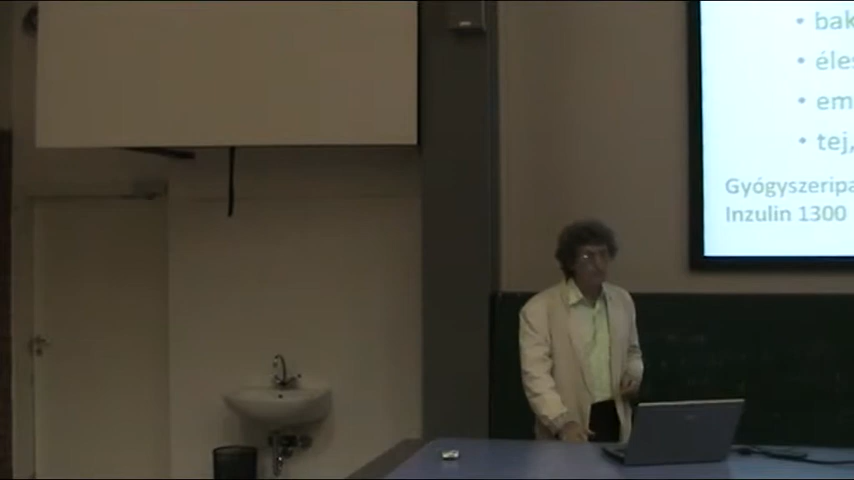 • bak
• éles
• em
• tej,
Gyógyszeripa
Inzulin 1300